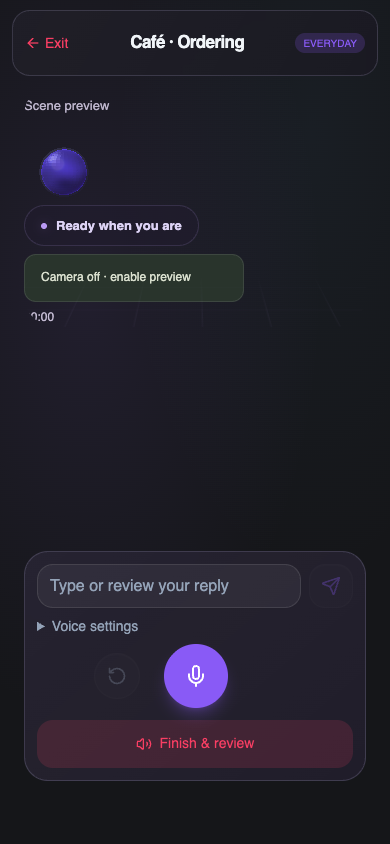 Exit
Café · Ordering
EVERYDAY
Scene preview
Ready when you are
Camera off · enable preview
0:00
Type or review your reply
Voice settings
Finish & review